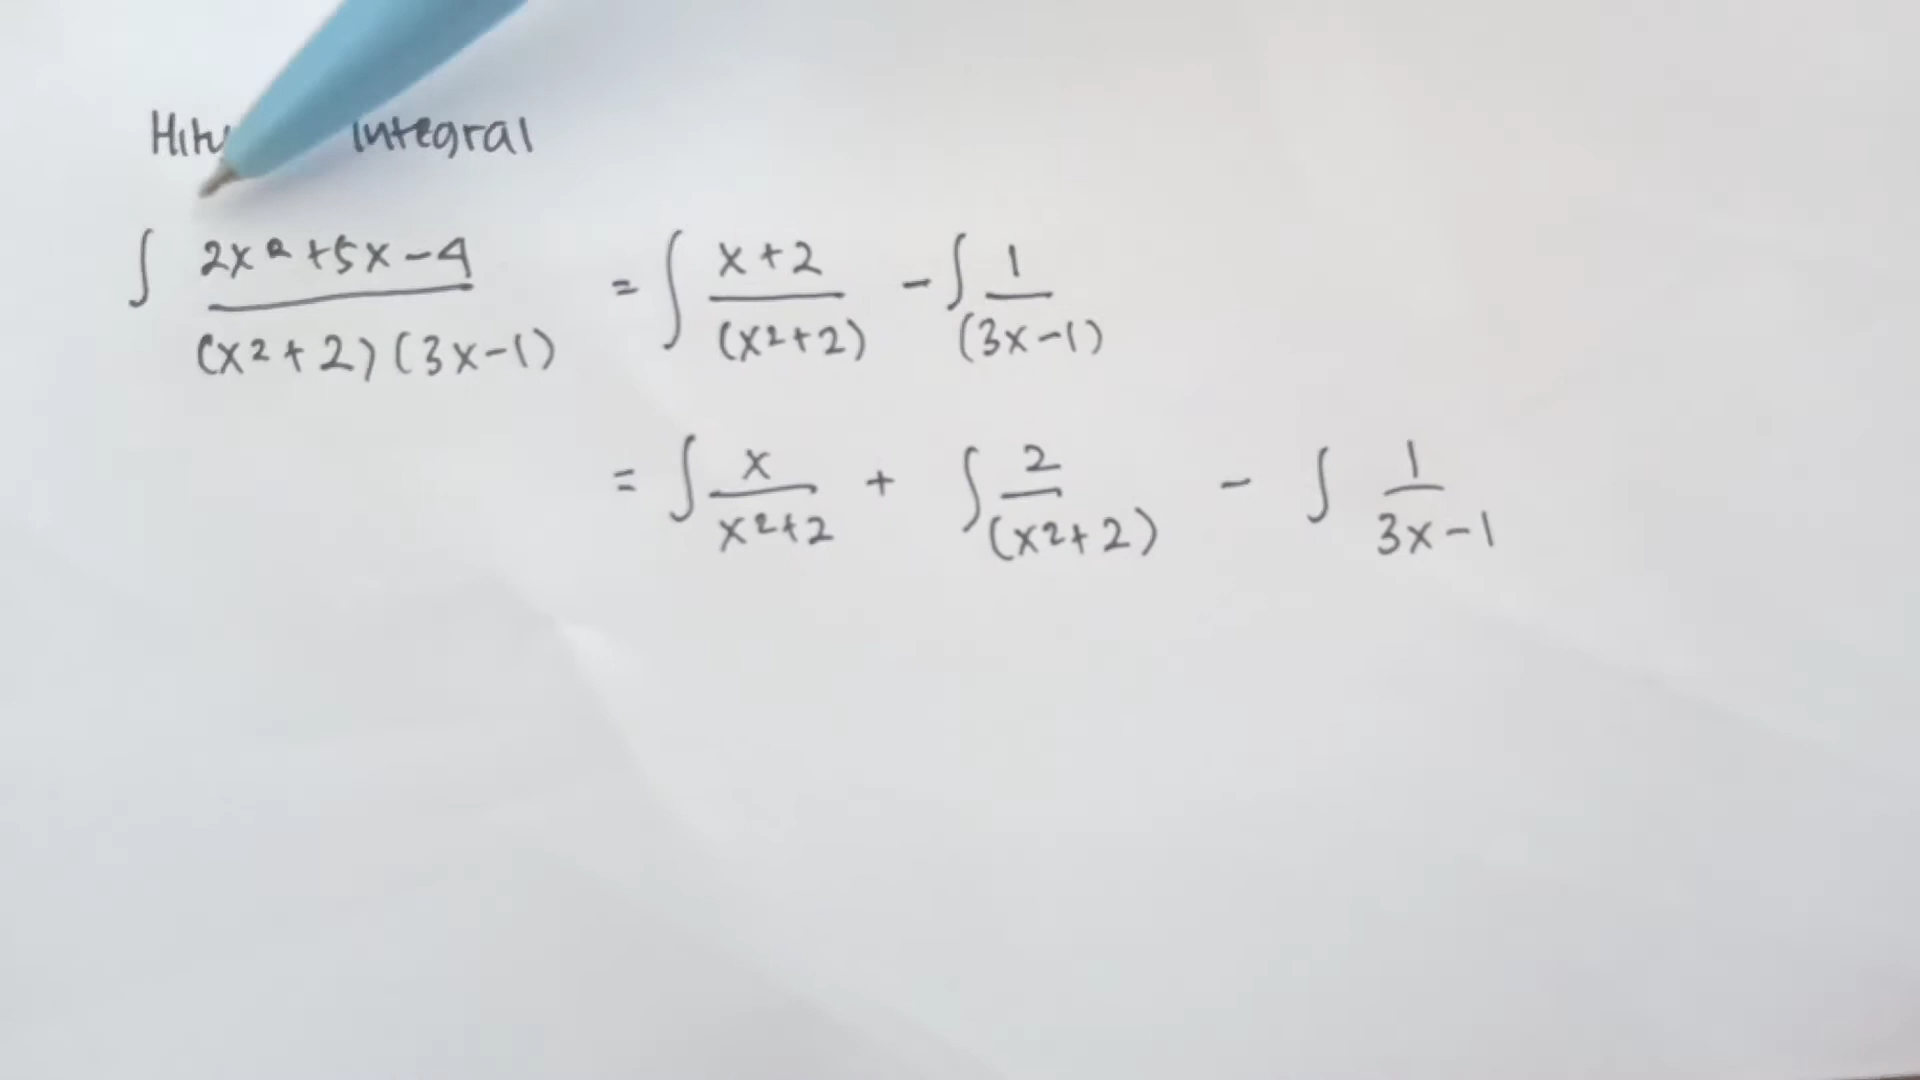 Integral
∫ 2x²+5x-4 / (x²+2)(3x-1) = ∫ x+2 / (x²+2) - ∫ 1 / (3x-1)
= ∫ x / x²+2 + ∫ 2 / (x²+2) - ∫ 1 / 3x-1